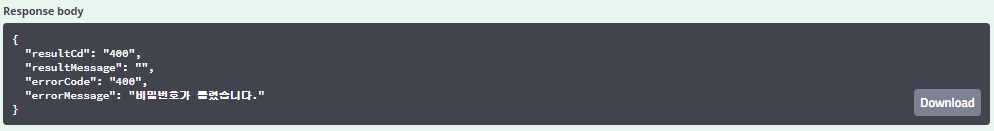 Response body
{
"resultCd": "400",
"resultMessage": "",
"errorCode": "400",
"errorMessage": "비밀번호가 틀렸습니다."
}
Download